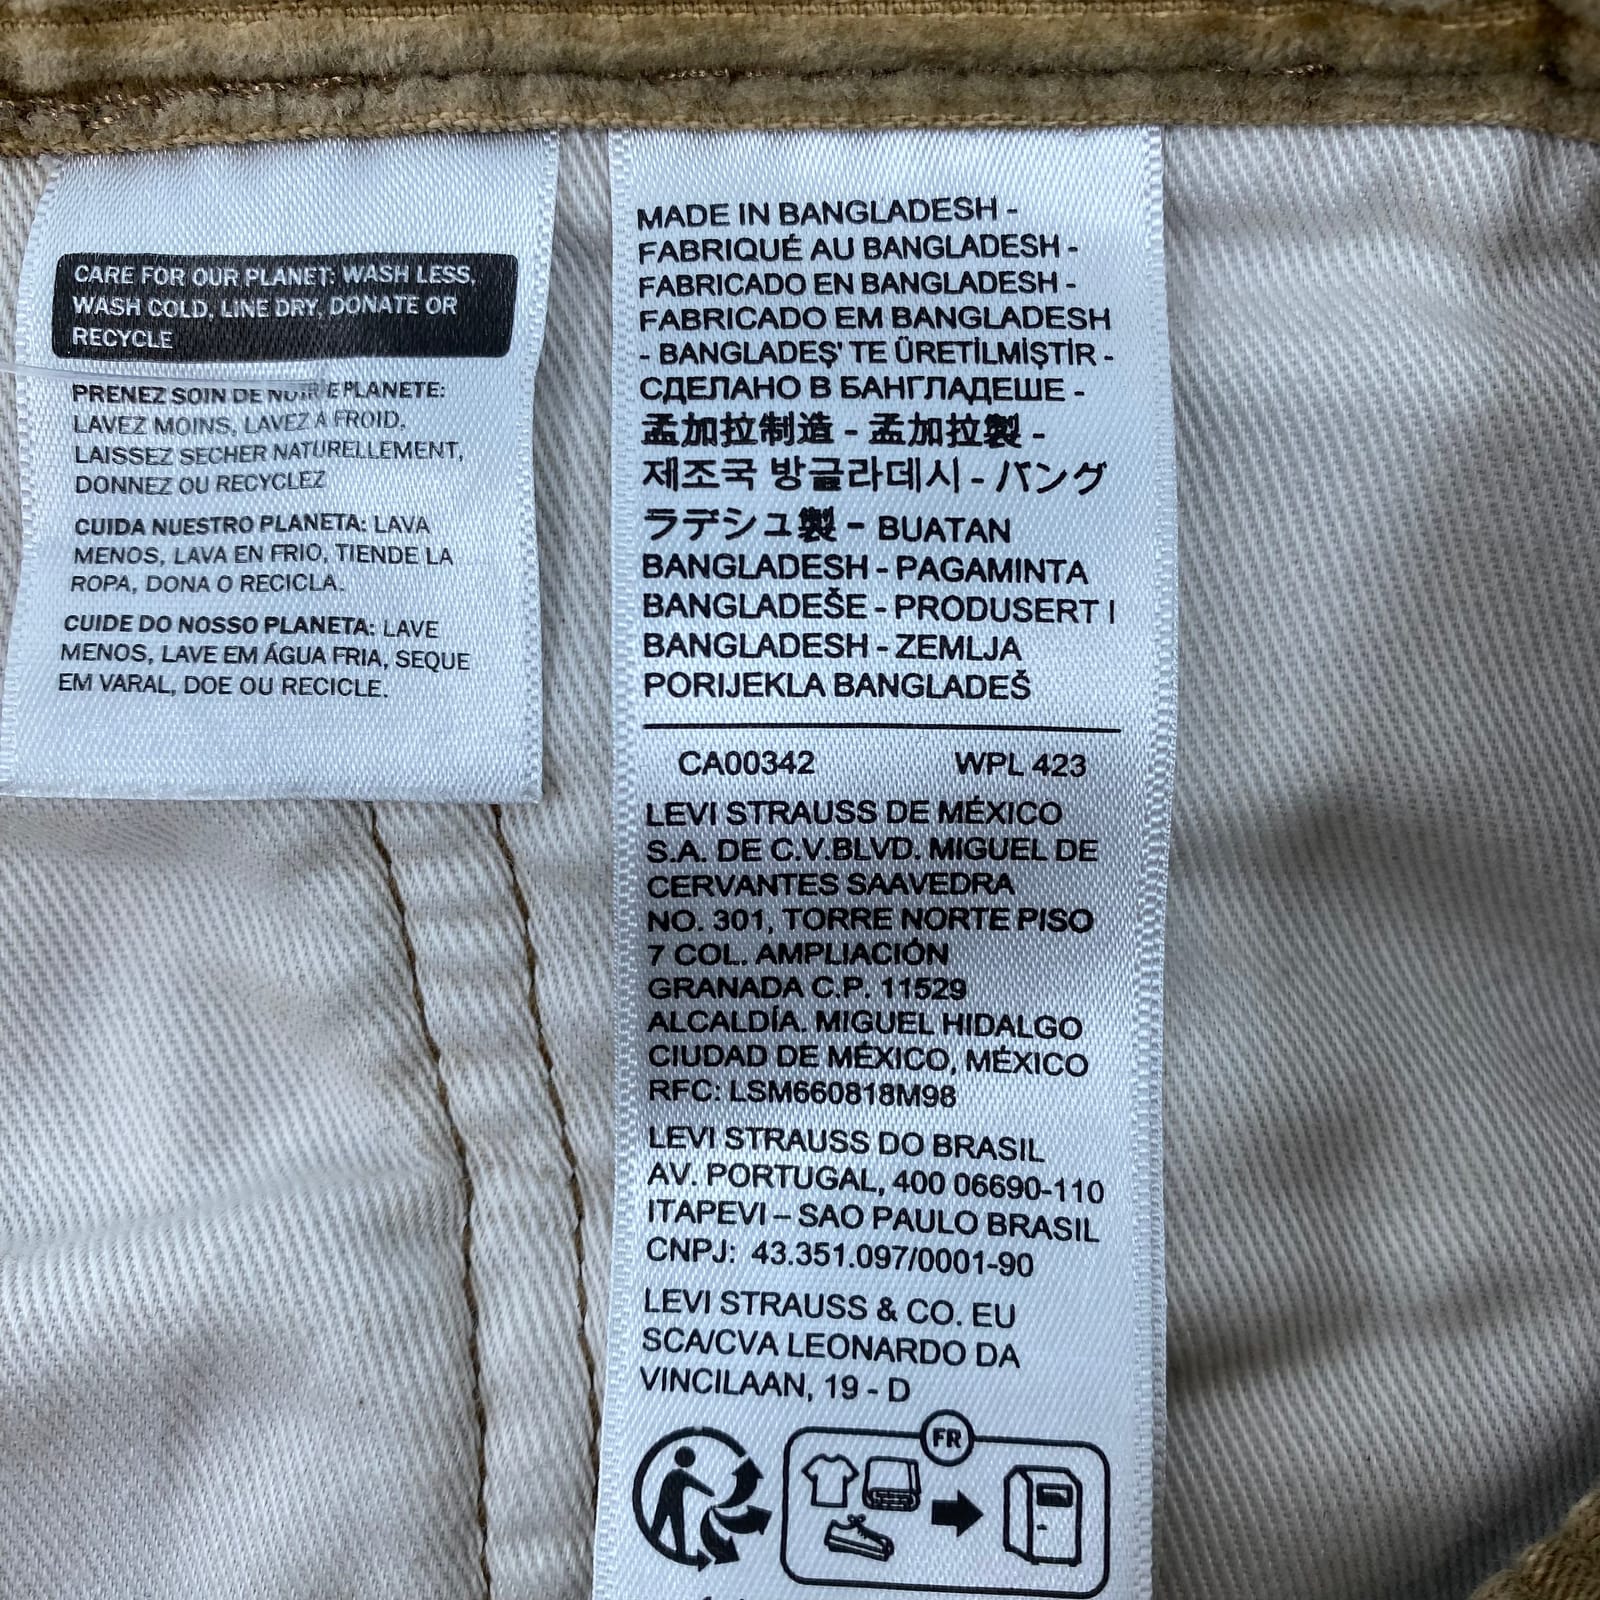 CARE FOR OUR PLANET: WASH LESS,
WASH COLD, LINE DRY, DONATE OR
RECYCLE
PRENEZ SOIN DE NOTRE PLANETE:
LAVEZ MOINS, LAVEZ A FROID,
LAISSEZ SECHER NATURELLEMENT,
DONNEZ OU RECYCLEZ
CUIDA NUESTRO PLANETA: LAVA
MENOS, LAVA EN FRIO, TIENDE LA
ROPA, DONA O RECICLA.
CUIDE DO NOSSO PLANETA: LAVE
MENOS, LAVE EM ÁGUA FRIA, SEQUE
EM VARAL, DOE OU RECICLE.
MADE IN BANGLADESH -
FABRIQUÉ AU BANGLADESH -
FABRICADO EN BANGLADESH -
FABRICADO EM BANGLADESH
- BANGLADEŞ' TE ÜRETİLMİŞTİR -
СДЕЛАНО В БАНГЛАДЕШЕ -
孟加拉制造 - 孟加拉製 -
제조국 방글라데시 - バング
ラデシュ製 - BUATAN
BANGLADESH - PAGAMINTA
BANGLADEŠE - PRODUSERT I
BANGLADESH - ZEMLJA
PORIJEKLA BANGLADEŠ
CA00342 WPL 423
LEVI STRAUSS DE MÉXICO
S.A. DE C.V.BLVD. MIGUEL DE
CERVANTES SAAVEDRA
NO. 301, TORRE NORTE PISO
7 COL. AMPLIACIÓN
GRANADA C.P. 11529
ALCALDÍA. MIGUEL HIDALGO
CIUDAD DE MÉXICO, MÉXICO
RFC: LSM660818M98
LEVI STRAUSS DO BRASIL
AV. PORTUGAL, 400 06690-110
ITAPEVI – SAO PAULO BRASIL
CNPJ: 43.351.097/0001-90
LEVI STRAUSS & CO. EU
SCA/CVA LEONARDO DA
VINCILAAN, 19 - D
FR